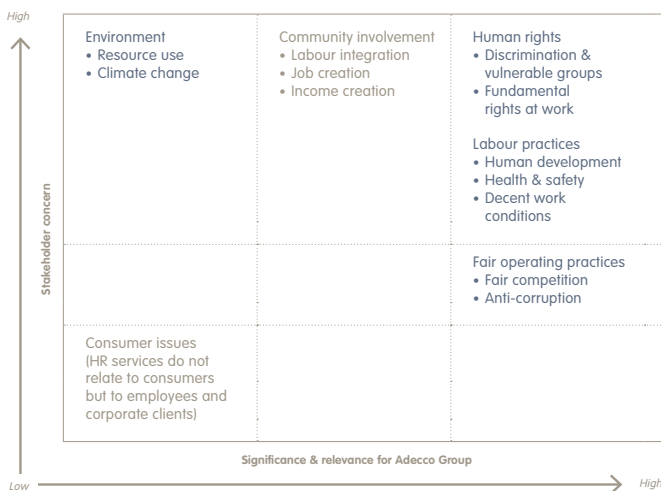 High
Environment
• Resource use
• Climate change
Community involvement
• Labour integration
• Job creation
• Income creation
Human rights
• Discrimination &
vulnerable groups
• Fundamental
rights at work
Labour practices
• Human development
• Health & safety
• Decent work
conditions
Stakeholder concern
Fair operating practices
• Fair competition
• Anti-corruption
Consumer issues
(HR services do not
relate to consumers
but to employees and
corporate clients)
Significance & relevance for Adecco Group
Low
High